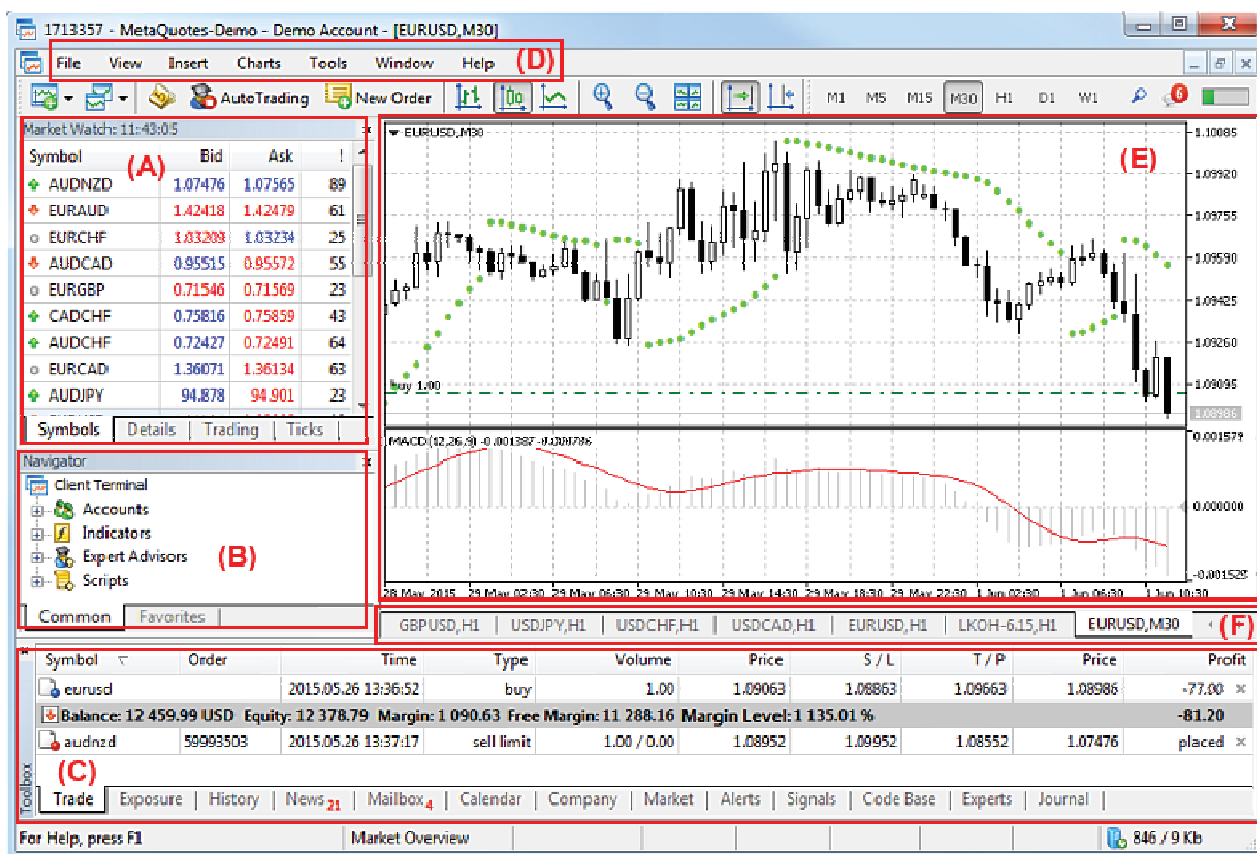 1713357 - MetaQuotes-Demo - Demo Account - [EURUSD,M30]
File View Insert Charts Tools Window Help (D)
AutoTrading New Order M1 M5 M15 M30 H1 D1 W1 6
Market Watch: 11:43:05
Symbol (A) Bid Ask !
AUDNZD 1.07476 1.07565 89
EURAUD 1.42418 1.42479 61
EURCHF 1.03209 1.03234 25
AUDCAD 0.95515 0.95572 55
EURGBP 0.71546 0.71569 23
CADCHF 0.75816 0.75859 43
AUDCHF 0.72427 0.72491 64
EURCAD 1.36071 1.36134 63
AUDJPY 94.878 94.901 23
Symbols Details Trading Ticks
Navigator
Client Terminal
Accounts
Indicators
Expert Advisors
Scripts
(B)
Common Favorites
EURUSD,M30
(E)
1.10085
1.09920
1.09755
1.09590
1.09425
1.09260
1.09095
1.08986
buy 1.00
MACD(12,26,9) -0.001387 -0.000786
0.001579
0.000000
-0.001525
28 May 2015 29 May 02:30 29 May 06:30 29 May 10:30 29 May 14:30 29 May 18:30 29 May 22:30 1 Jun 02:30 1 Jun 06:30 1 Jun 10:30
GBPUSD,H1 USDJPY,H1 USDCHF,H1 USDCAD,H1 EURUSD,H1 LKOH-6.15,H1 EURUSD,M30 (F)
Symbol Order Time Type Volume Price S / L T / P Price Profit
eurusd 2015.05.26 13:36:52 buy 1.00 1.09063 1.08863 1.09663 1.08986 -77.00
Balance: 12 459.99 USD Equity: 12 378.79 Margin: 1 090.63 Free Margin: 11 288.16 Margin Level: 1 135.01 % -81.20
audnzd 59993503 2015.05.26 13:37:17 sell limit 1.00 / 0.00 1.08952 1.09952 1.08552 1.07476 placed
(C)
Toolbox
Trade Exposure History News 21 Mailbox 4 Calendar Company Market Alerts Signals Code Base Experts Journal
For Help, press F1 Market Overview 846 / 9 Kb